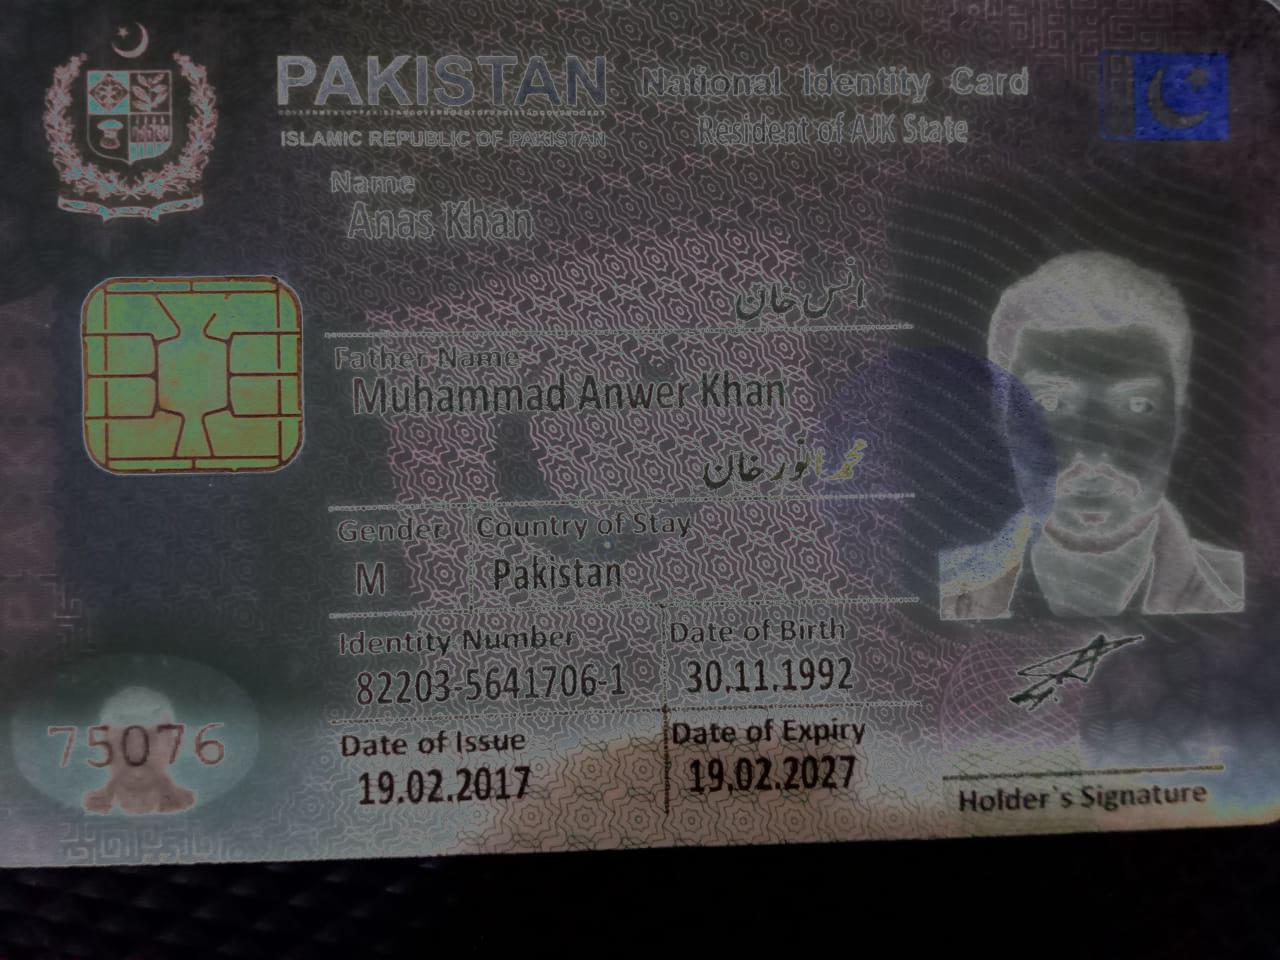 PAKISTAN National Identity Card
ISLAMIC REPUBLIC OF PAKISTAN Resident of AJK State
Name
Anas Khan
انس خان
Father Name
Muhammad Anwer Khan
محمد انور خان
Gender Country of Stay
M Pakistan
Identity Number Date of Birth
82203-5641706-1 30.11.1992
75076
Date of Issue Date of Expiry
19.02.2017 19.02.2027
Holder's Signature